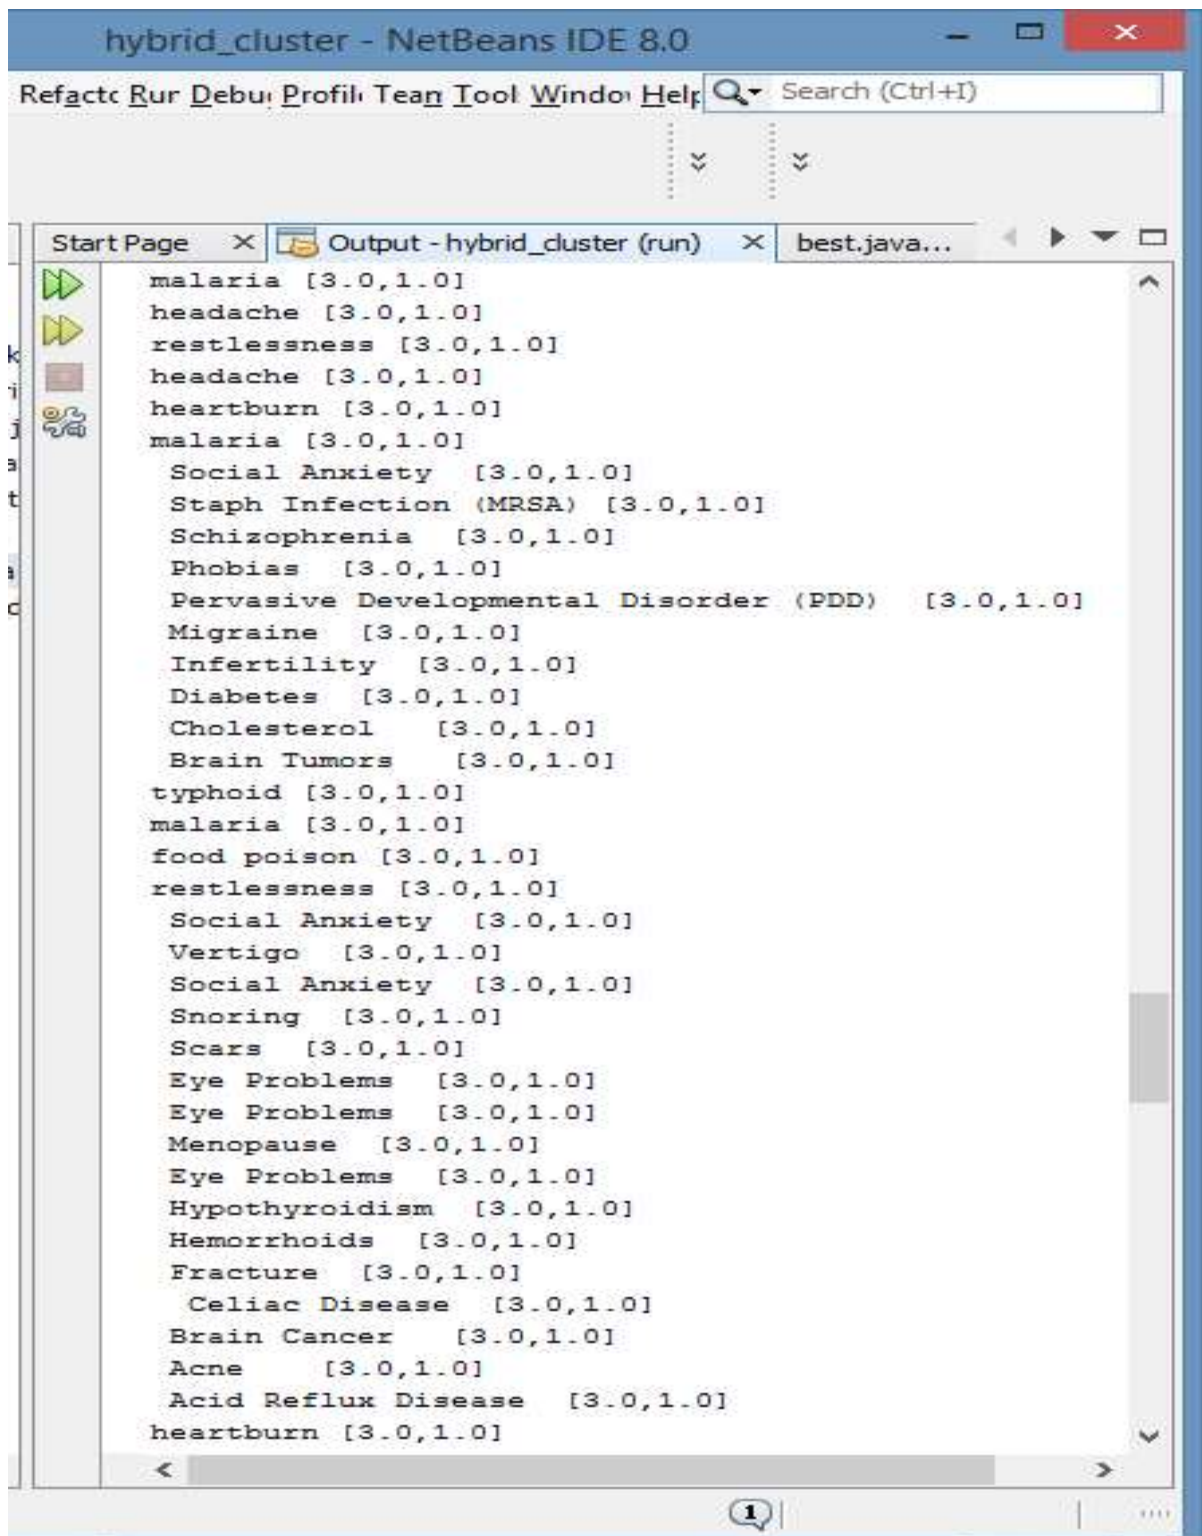 hybrid_cluster - NetBeans IDE 8.0
Refactc Rur Debu Profil Tean Tool Windo Help Search (Ctrl+I)
Start Page Output - hybrid_cluster (run) best.java...
malaria [3.0,1.0]
headache [3.0,1.0]
restlessness [3.0,1.0]
headache [3.0,1.0]
heartburn [3.0,1.0]
malaria [3.0,1.0]
Social Anxiety [3.0,1.0]
Staph Infection (MRSA) [3.0,1.0]
Schizophrenia [3.0,1.0]
Phobias [3.0,1.0]
Pervasive Developmental Disorder (PDD) [3.0,1.0]
Migraine [3.0,1.0]
Infertility [3.0,1.0]
Diabetes [3.0,1.0]
Cholesterol [3.0,1.0]
Brain Tumors [3.0,1.0]
typhoid [3.0,1.0]
malaria [3.0,1.0]
food poison [3.0,1.0]
restlessness [3.0,1.0]
Social Anxiety [3.0,1.0]
Vertigo [3.0,1.0]
Social Anxiety [3.0,1.0]
Snoring [3.0,1.0]
Scars [3.0,1.0]
Eye Problems [3.0,1.0]
Eye Problems [3.0,1.0]
Menopause [3.0,1.0]
Eye Problems [3.0,1.0]
Hypothyroidism [3.0,1.0]
Hemorrhoids [3.0,1.0]
Fracture [3.0,1.0]
Celiac Disease [3.0,1.0]
Brain Cancer [3.0,1.0]
Acne [3.0,1.0]
Acid Reflux Disease [3.0,1.0]
heartburn [3.0,1.0]
1